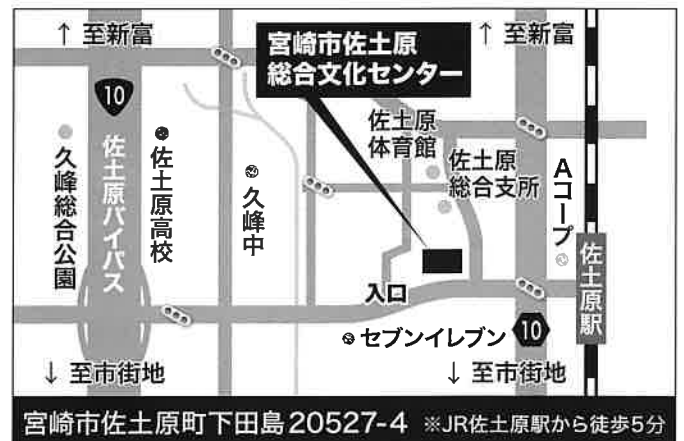 ↑ 至新富
宮崎市佐土原
総合文化センター
↑ 至新富
10
佐土原バイパス
久峰総合公園
佐土原高校
久峰中
佐土原
体育館
佐土原
総合支所
Aコープ
佐土原駅
入口
セブンイレブン
10
↓ 至市街地
↓ 至市街地
宮崎市佐土原町下田島20527-4 ※JR佐土原駅から徒歩5分